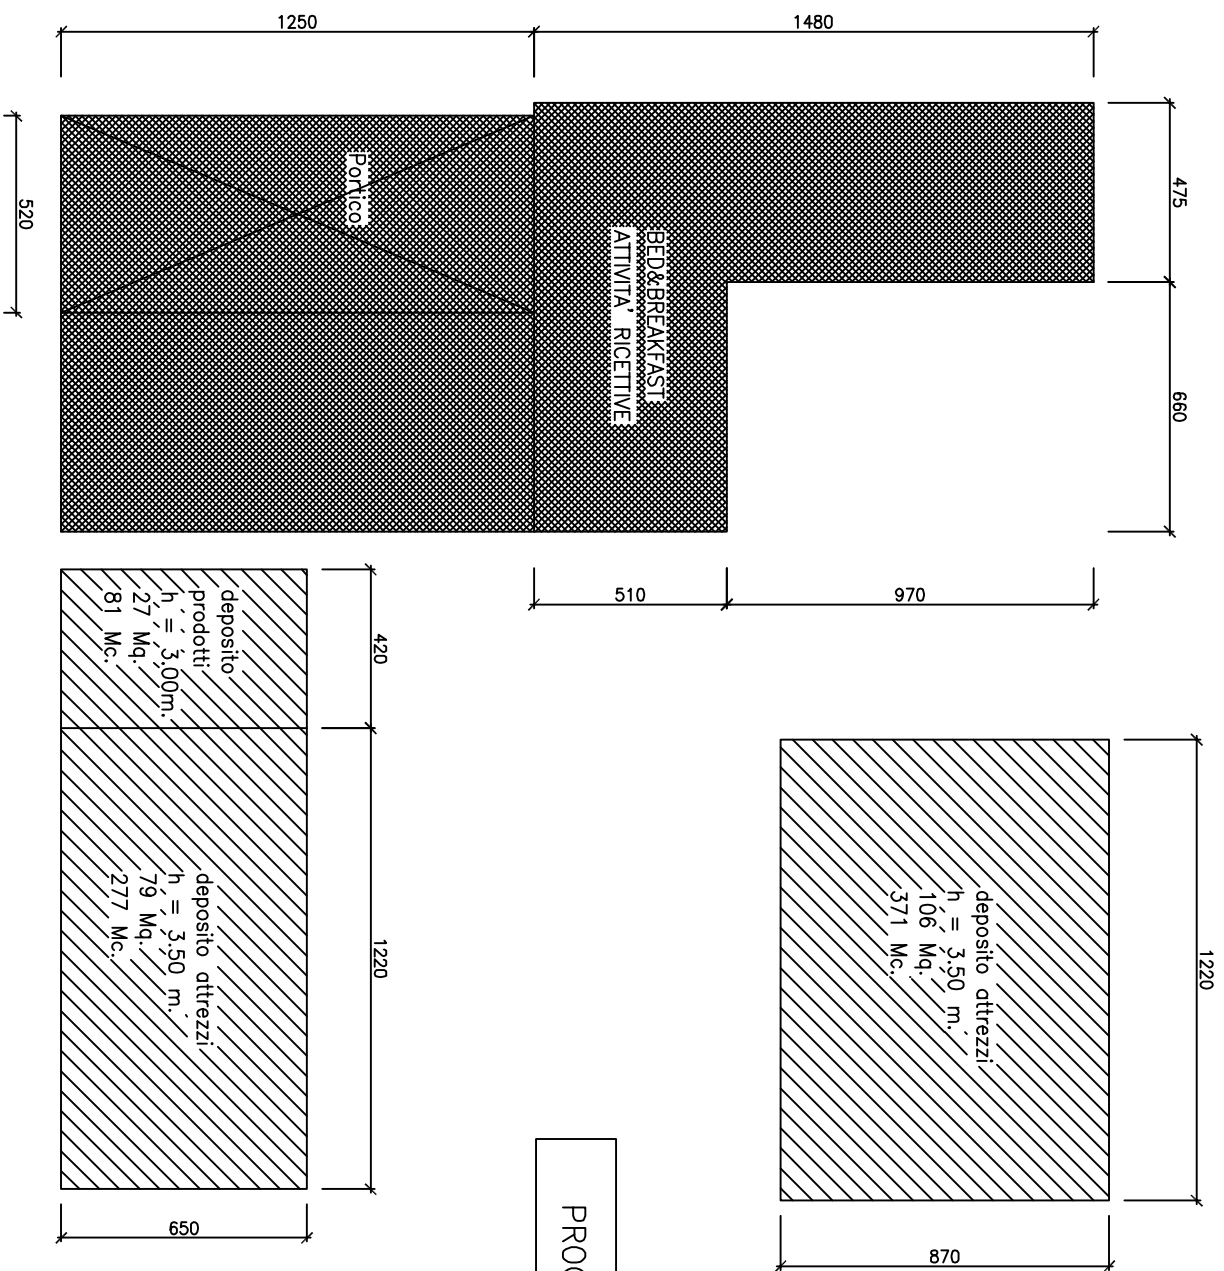 1250
1480
475
660
520
Portico
BED&BREAKFAST
ATTIVITA' RICETTIVE
510
970
deposito
prodotti
h = 3.00m.
27 Mq.
81 Mc.
420
1220
deposito attrezzi
h = 3.50 m.
79 Mq.
277 Mc.
650
1220
deposito attrezzi
h = 3.50 m.
106 Mq.
371 Mc.
870